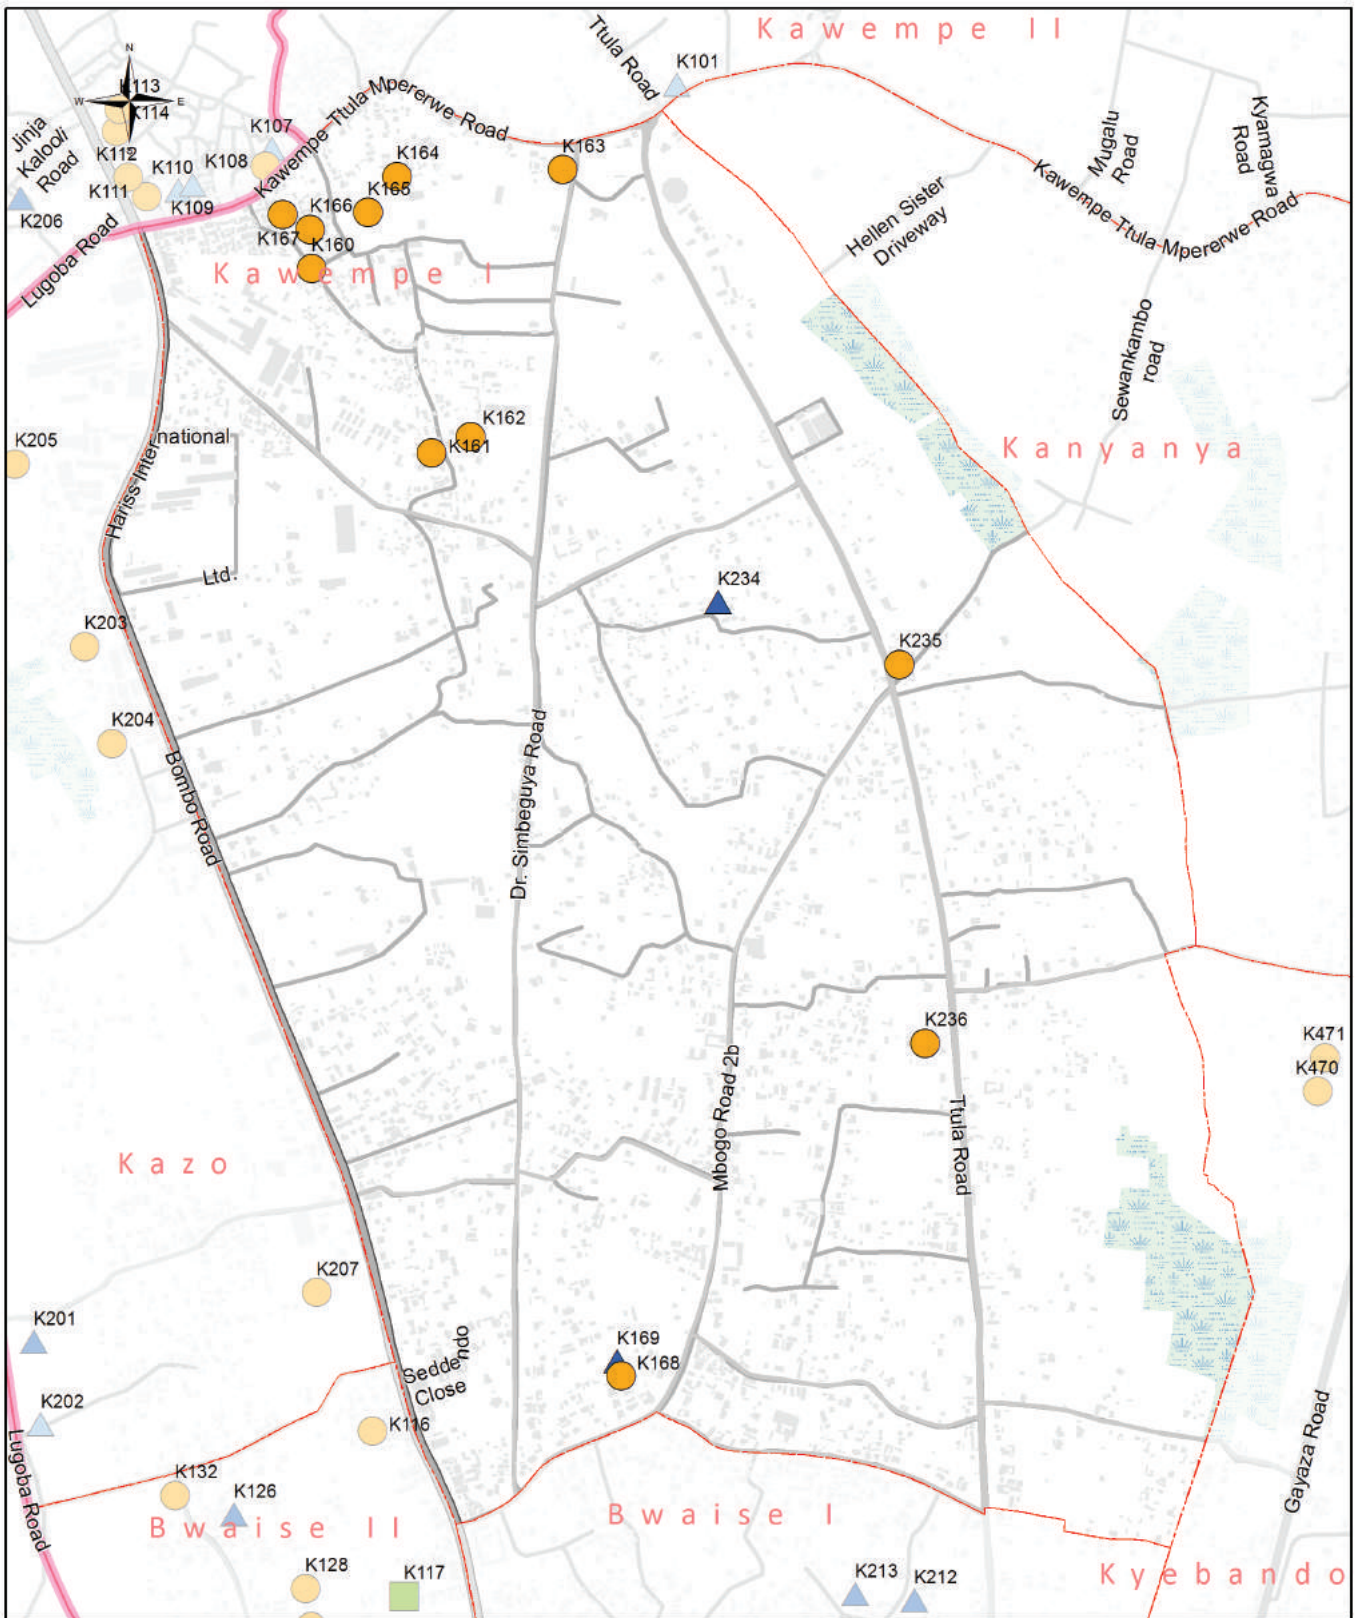 Kawempe II
Ttula Road
K101
N
W
E
K113
K114
Jinja
Kalooli
Road
K112
K110
K107
K108
K111
K109
K206
Lugoba Road
Kawempe Ttula Mpererwe Road
K164
K163
K165
K166
K167
K160
Kawempe I
Mugalu
Road
Kyamagwa
Road
Kawempe Ttula Mpererwe Road
Hellen Sister
Driveway
Sewankambo
road
Kanyanya
K205
Hariss International
Ltd.
K162
K161
K234
K235
K203
K204
Bombo Road
Dr. Simbeguya Road
K236
K471
K470
Mbogo Road 2b
Ttula Road
Kazo
K207
K201
K202
Seddendo
Close
K169
K168
K116
Lugoba Road
K132
K126
Bwaise II
Bwaise I
Gayaza Road
K128
K117
K213
K212
Kyebando